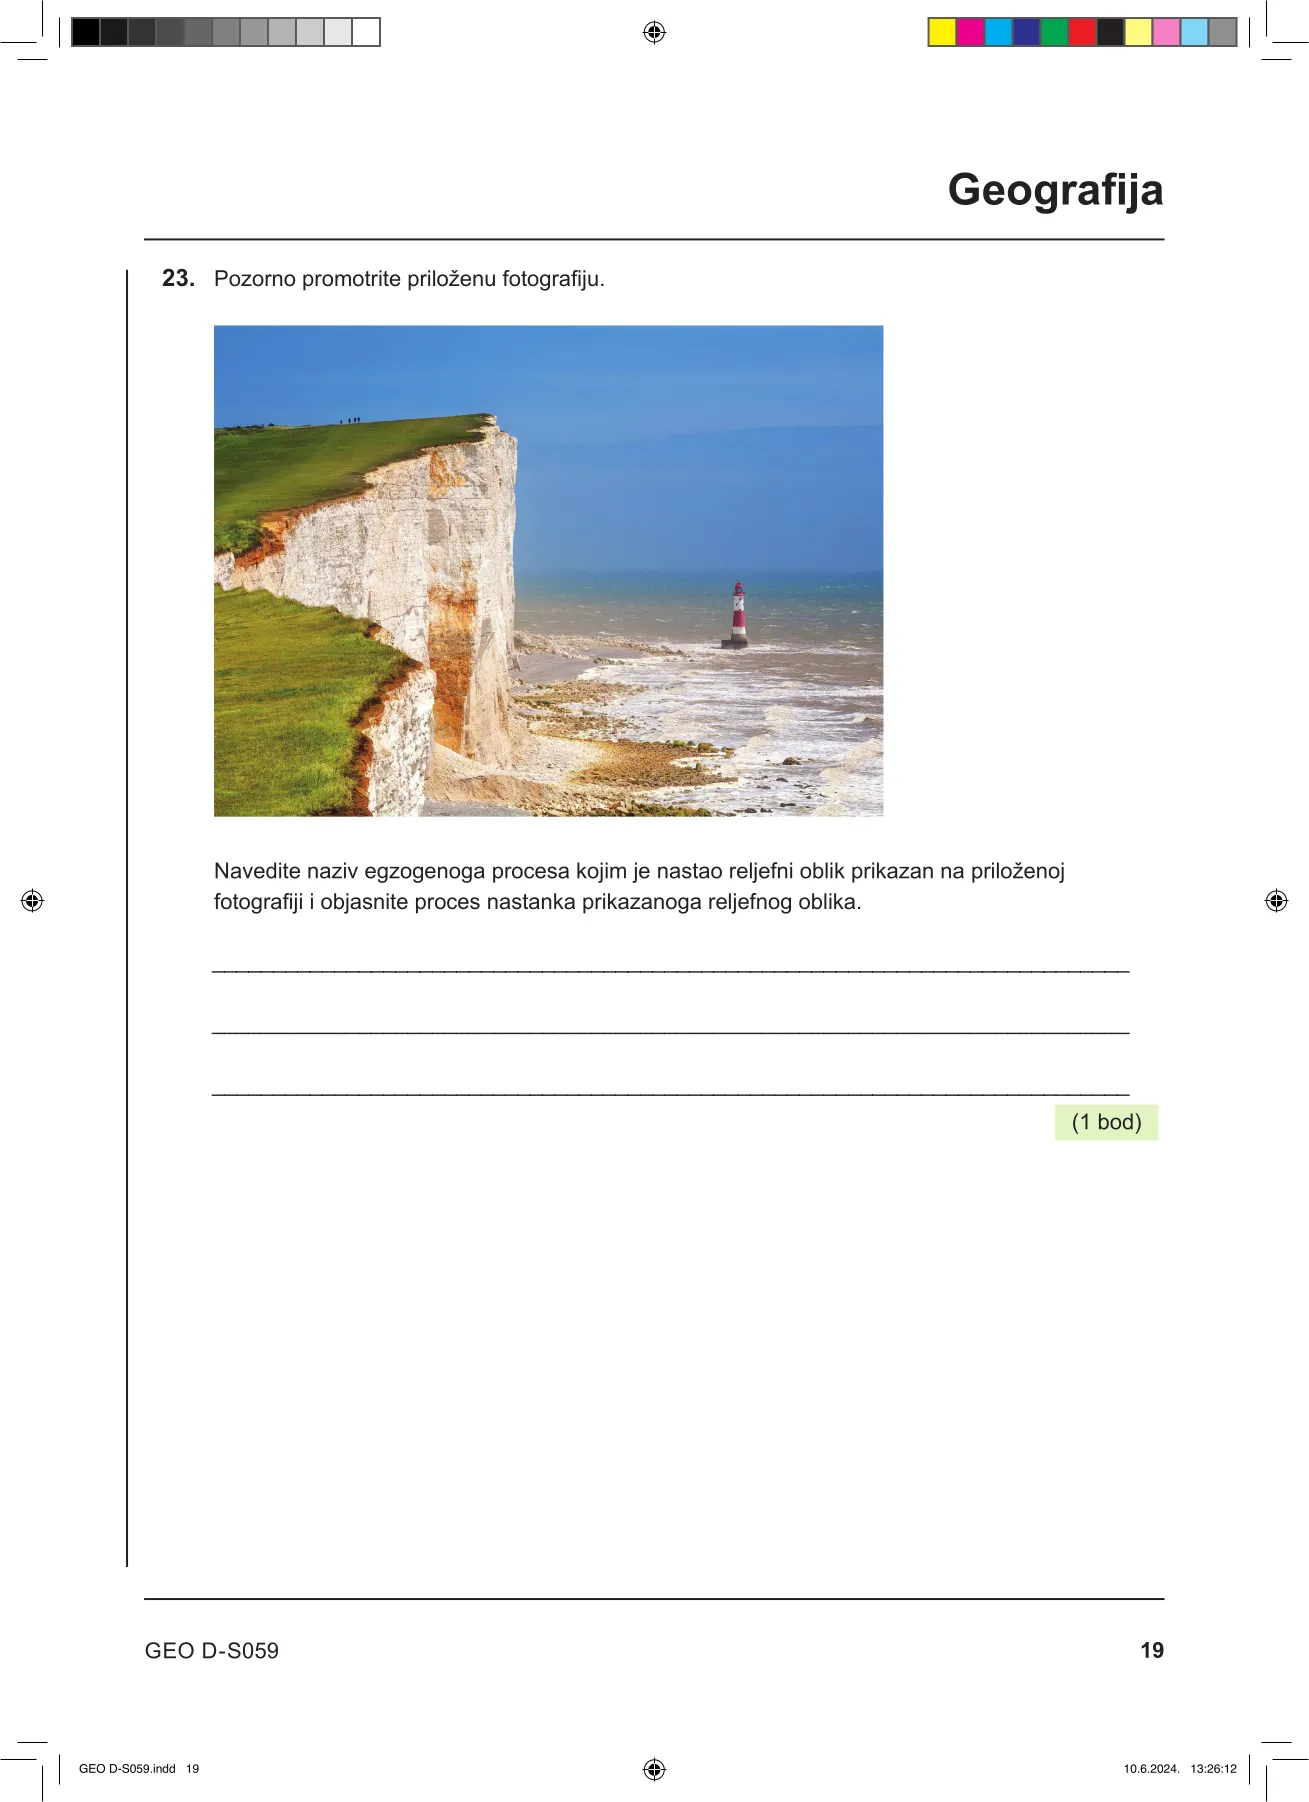 Geografija
23. Pozorno promotrite priloženu fotografiju.
Navedite naziv egzogenoga procesa kojim je nastao reljefni oblik prikazan na priloženoj
fotografiji i objasnite proces nastanka prikazanoga reljefnog oblika.
(1 bod)
GEO D-S059
19
GEO D-S059.indd 19
10.6.2024. 13:26:12